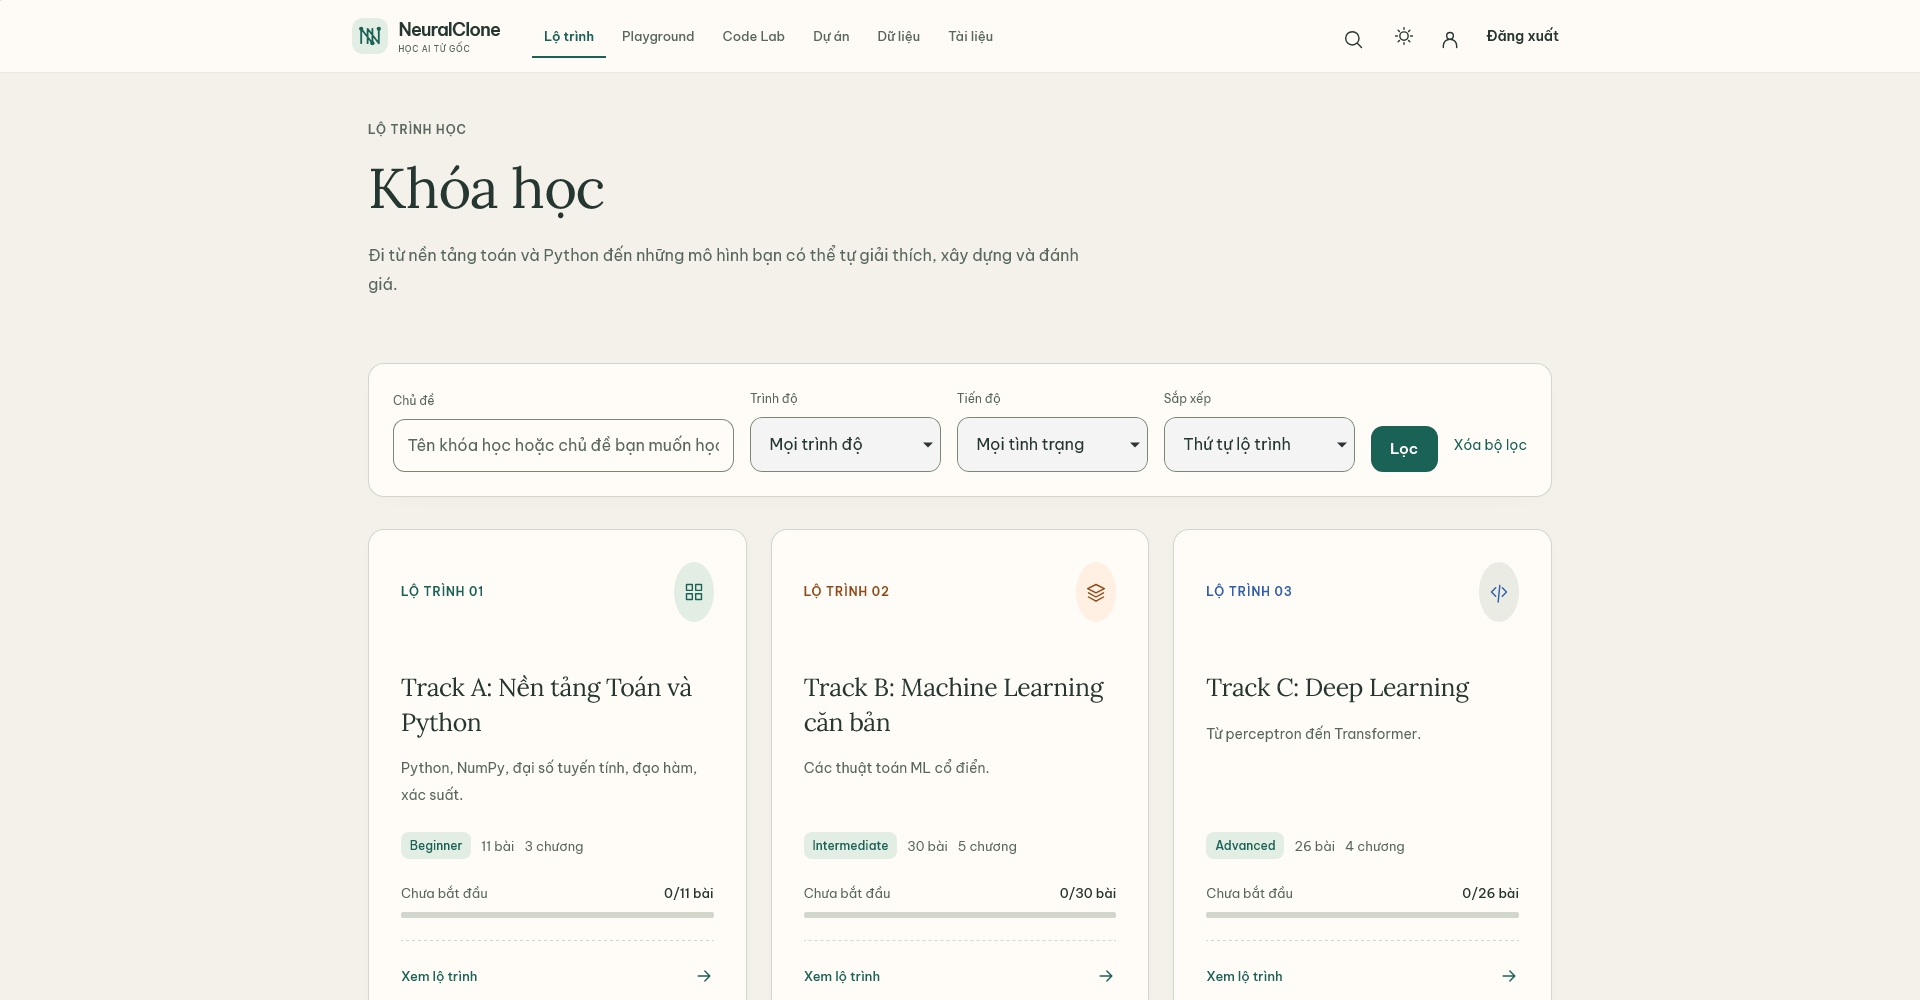 NeuralClone
HỌC AI TỪ GỐC
Lộ trình
Playground
Code Lab
Dự án
Dữ liệu
Tài liệu
Đăng xuất
LỘ TRÌNH HỌC
Khóa học
Đi từ nền tảng toán và Python đến những mô hình bạn có thể tự giải thích, xây dựng và đánh
giá.
Chủ đề
Trình độ
Tiến độ
Sắp xếp
Tên khóa học hoặc chủ đề bạn muốn học
Mọi trình độ
Mọi tình trạng
Thứ tự lộ trình
Lọc
Xóa bộ lọc
LỘ TRÌNH 01
Track A: Nền tảng Toán và
Python
Python, NumPy, đại số tuyến tính, đạo hàm,
xác suất.
Beginner 11 bài 3 chương
Chưa bắt đầu 0/11 bài
Xem lộ trình
LỘ TRÌNH 02
Track B: Machine Learning
căn bản
Các thuật toán ML cổ điển.
Intermediate 30 bài 5 chương
Chưa bắt đầu 0/30 bài
Xem lộ trình
LỘ TRÌNH 03
Track C: Deep Learning
Từ perceptron đến Transformer.
Advanced 26 bài 4 chương
Chưa bắt đầu 0/26 bài
Xem lộ trình